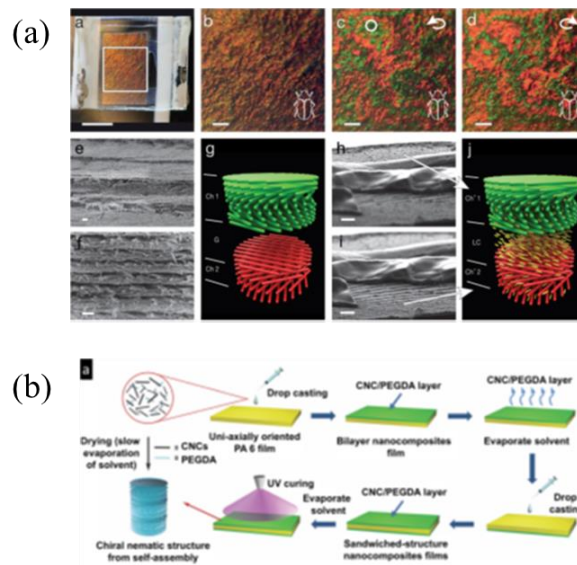 (a)
a
b
c
d
e
g
h
j
Ch 1
Ch* 1
G
LC
f
i
Ch 2
Ch* 2
(b)
a
Drop casting
CNC/PEGDA layer
CNC/PEGDA layer
Uni-axially oriented
PA 6 film
Bilayer nanocomposites
film
Evaporate solvent
Drying (slow
evaporation
of solvent)
= CNCs
= PEGDA
UV curing
Evaporate
solvent
CNC/PEGDA layer
Drop
casting
Chiral nematic structure
from self-assembly
Sandwiched-structure
nanocomposites films